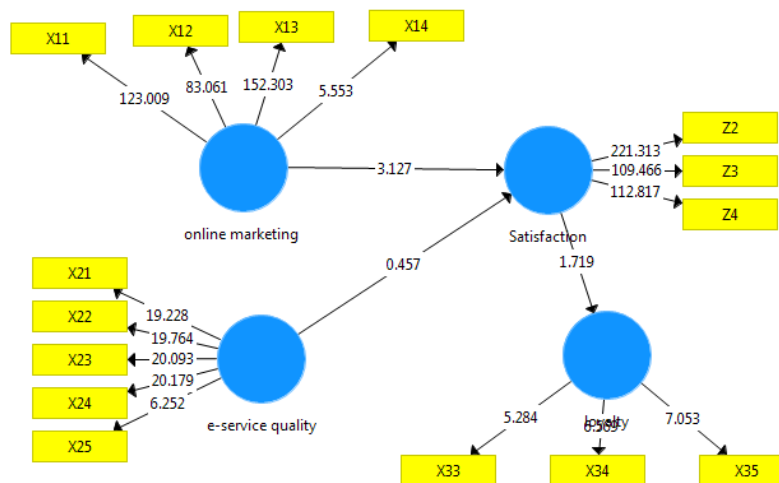 X11
X12
X13
X14
123.009
83.061
152.303
5.553
online marketing
3.127
Satisfaction
221.313
109.466
112.817
Z2
Z3
Z4
0.457
1.719
X21
X22
X23
X24
X25
19.228
19.764
20.093
20.179
6.252
e-service quality
loyalty
5.284
7.053
X33
X34
X35